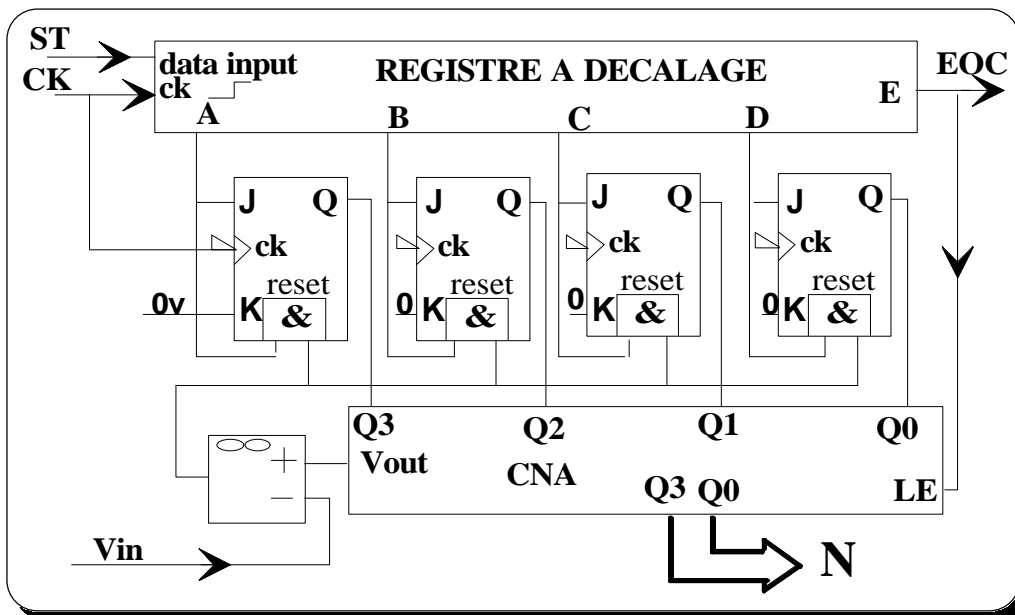 ST
data input
REGISTRE A DECALAGE
EOC
CK
ck
E
A
B
C
D
J Q
J Q
J Q
J Q
ck
ck
ck
ck
reset
reset
reset
reset
0v K &
0 K &
0 K &
0 K &
Q3 Q2 Q1 Q0
+
Vout
CNA
−
Q3 Q0
LE
Vin
N